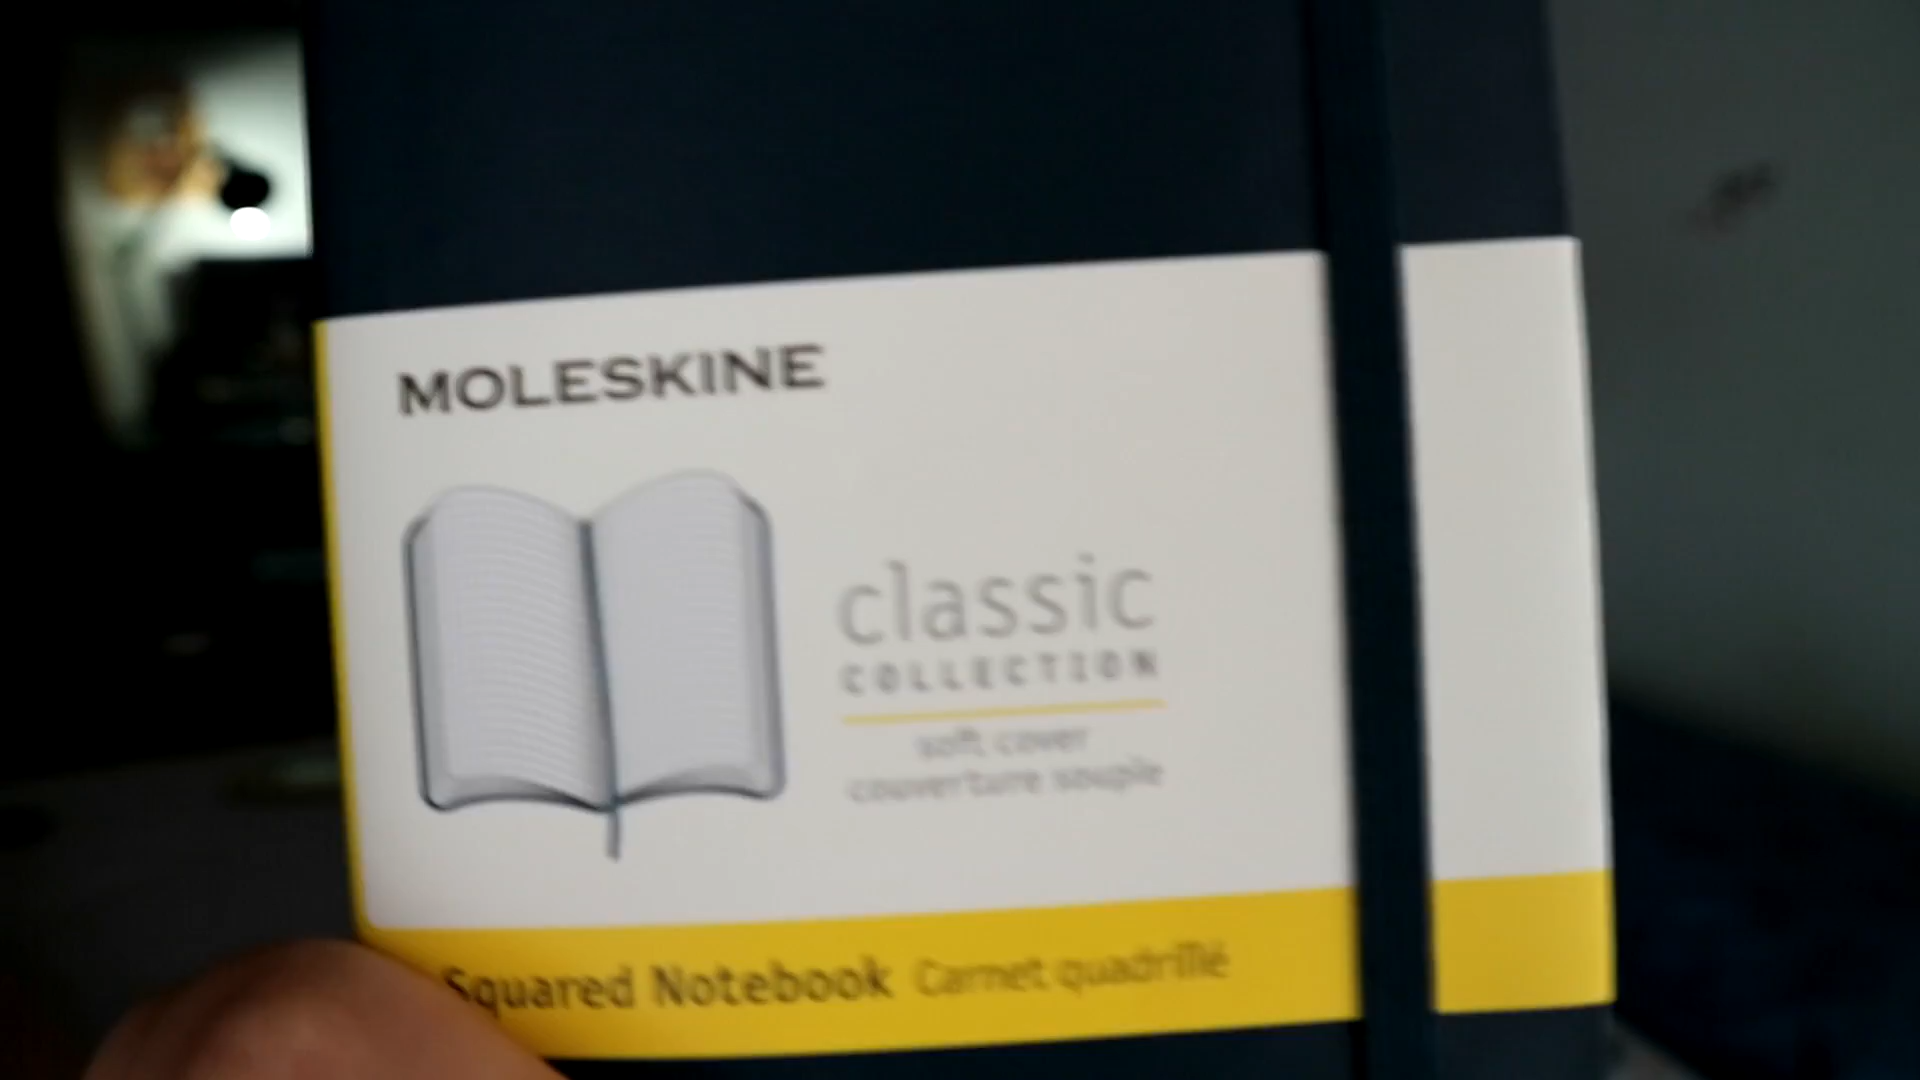 MOLESKINE
classic
COLLECTION
soft cover
couverture souple
Squared Notebook Carnet quadrillé